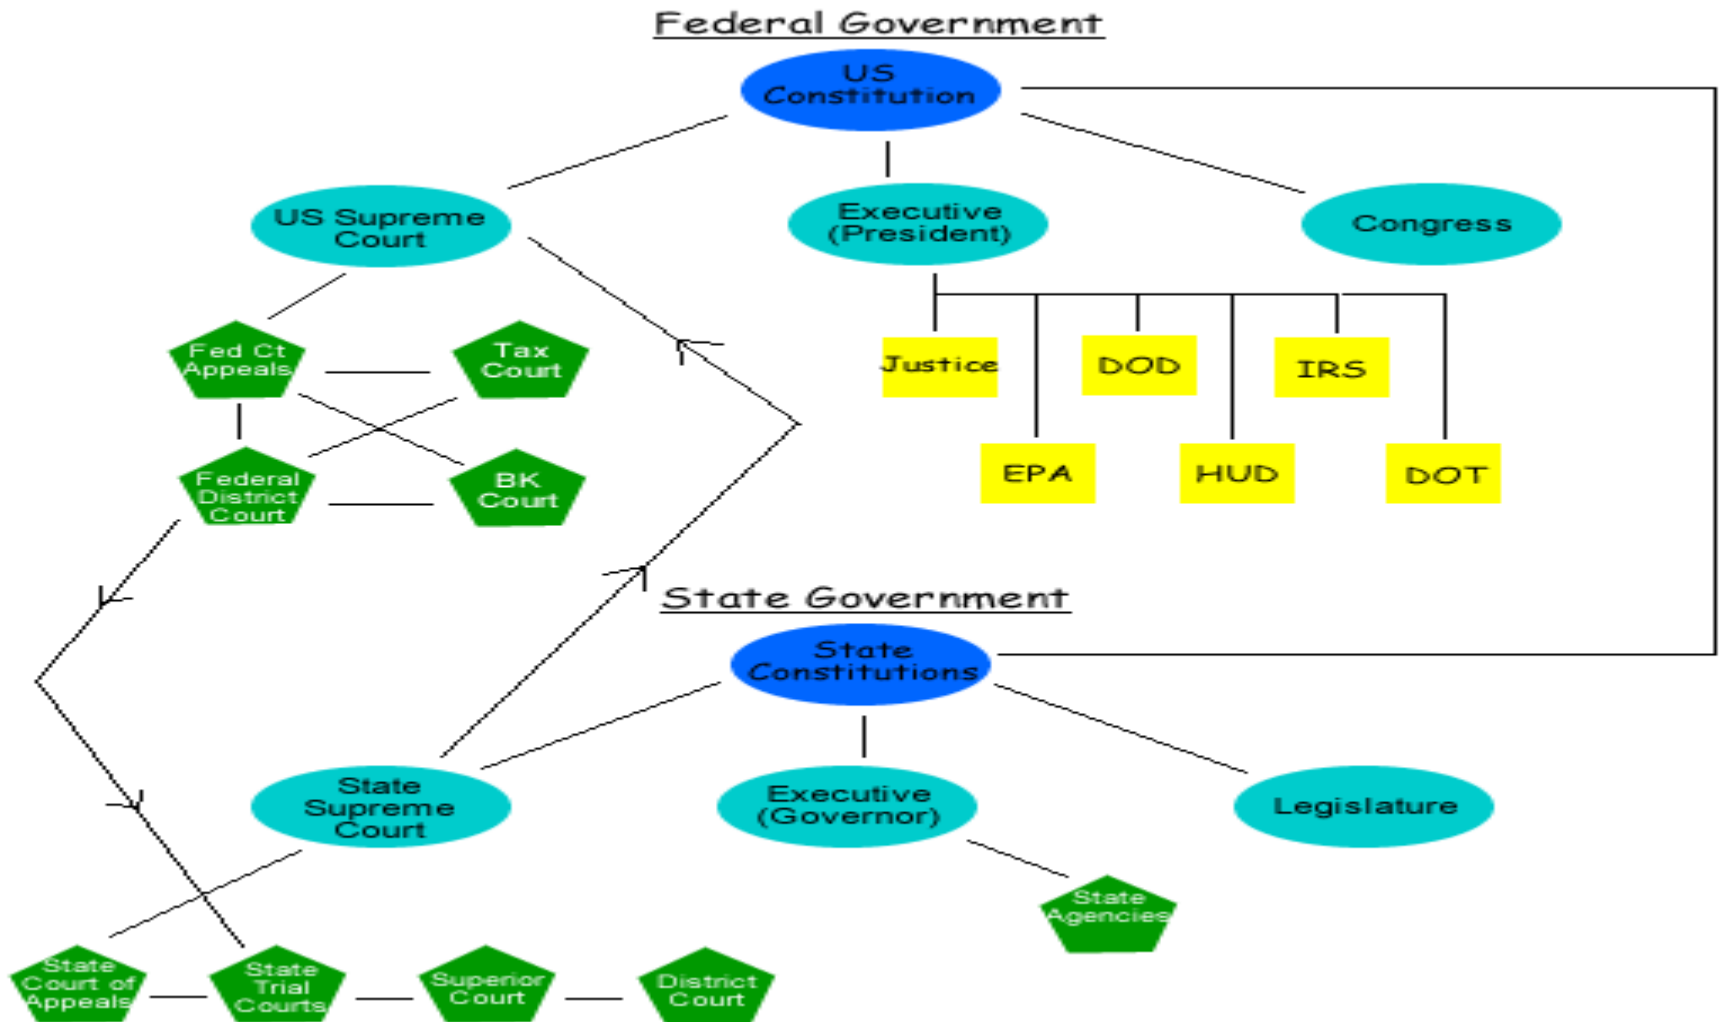 Federal Government
US
Constitution
US Supreme
Court
Executive
(President)
Congress
Fed Ct
Appeals
Tax
Court
Justice
DOD
IRS
Federal
District
Court
BK
Court
EPA
HUD
DOT
State Government
State
Constitutions
State
Supreme
Court
Executive
(Governor)
Legislature
State
Agencies
State
Court of
Appeals
State
Trial
Courts
Superior
Court
District
Court